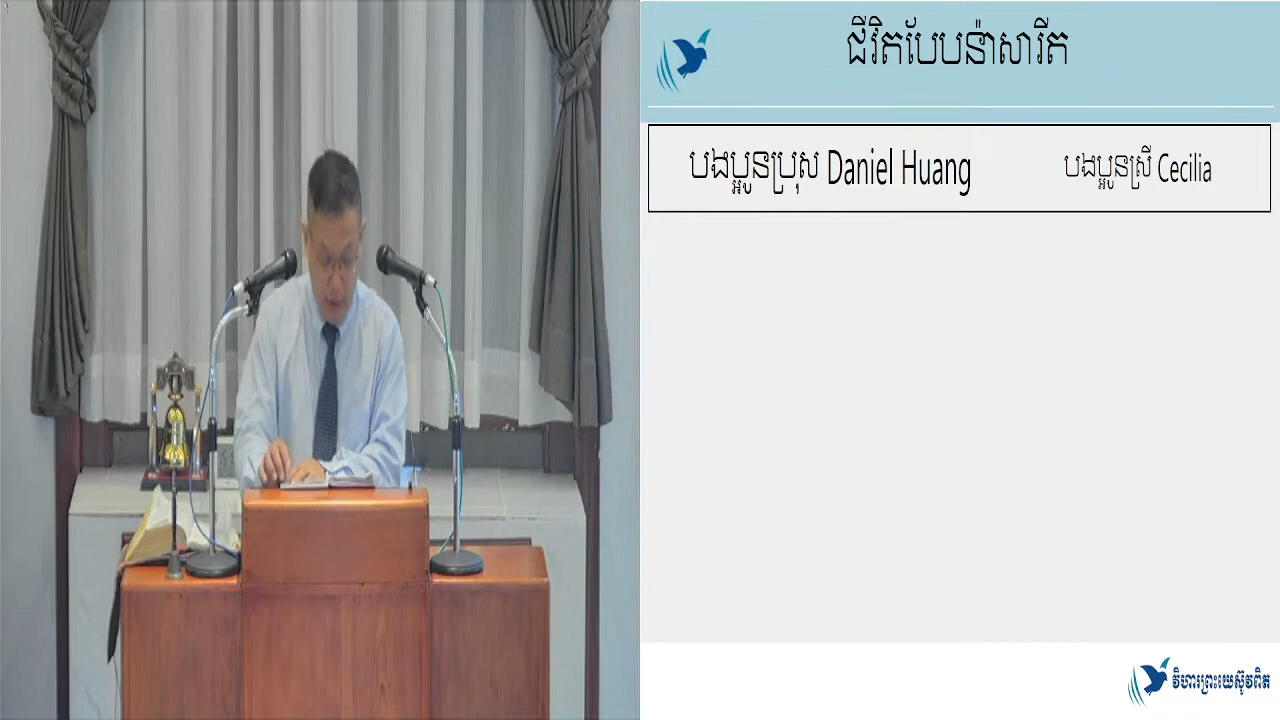 ជីវិតបែបន៉ាសារីត
បងប្អូនប្រុស Daniel Huang បងប្អូនស្រី Cecilia
វិហារព្រះយេស៊ូវពិត